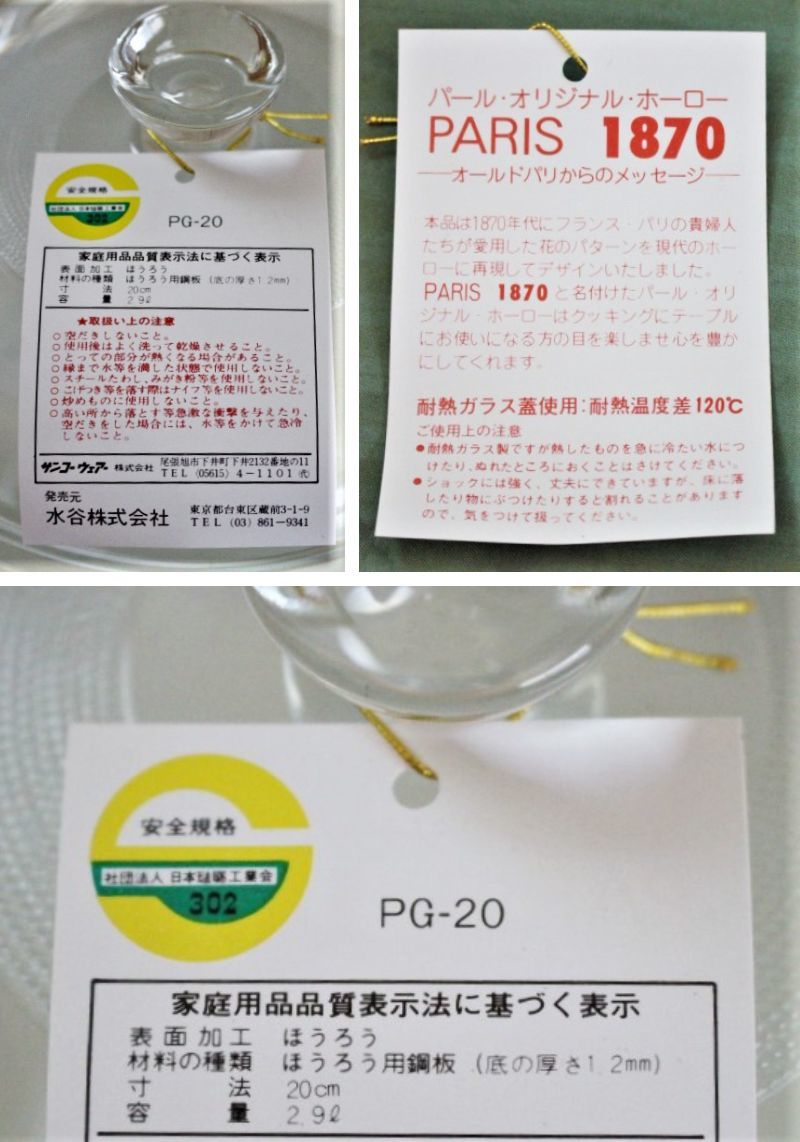 安全規格
社団法人 日本琺瑯工業会
302
PG-20
家庭用品品質表示法に基づく表示
表面加工 ほうろう
材料の種類 ほうろう用鋼板 (底の厚さ1.2mm)
寸法 20cm
容量 2.9ℓ
★取扱い上の注意
○空だきしないこと。
○使用後はよく洗って乾燥させること。
○とっての部分が熱くなる場合があること。
○縁まで水等を満した状態で使用しないこと。
○スチールたわし、みがき粉等を使用しないこと。
○こげつき等を落す際はナイフ等を使用しないこと。
○炒めものに使用しないこと。
○高い所から落とす等急激な衝撃を与えたり、
空だきをした場合には、水等をかけて急冷
しないこと。
サンコーウェアー 株式会社
尾張旭市下井町下井2132番地の11
TEL (05615) 4-1101 (代)
発売元
水谷株式会社
東京都台東区蔵前3-1-9
TEL (03) 861-9341
パール・オリジナル・ホーロー
PARIS 1870
オールドパリからのメッセージ
本品は1870年代にフランス・パリの貴婦人
たちが愛用した花のパターンを現代のホー
ローに再現してデザインいたしました。
PARIS 1870 と名付けたパール・オリ
ジナル・ホーローはクッキングにテーブル
にお使いになる方の目を楽しませ心を豊か
にしてくれます。
耐熱ガラス蓋使用:耐熱温度差120℃
ご使用上の注意
●耐熱ガラス製ですが熱したものを急に冷たい水につ
けたり、ぬれたところにおくことはさけてください。
●ショックには強く、丈夫にできていますが、床に落
したり物にぶつけたりすると割れることがあります
ので、気をつけて扱ってください。
安全規格
社団法人 日本琺瑯工業会
302
PG-20
家庭用品品質表示法に基づく表示
表面加工 ほうろう
材料の種類 ほうろう用鋼板 (底の厚さ1.2mm)
寸法 20cm
容量 2.9ℓ